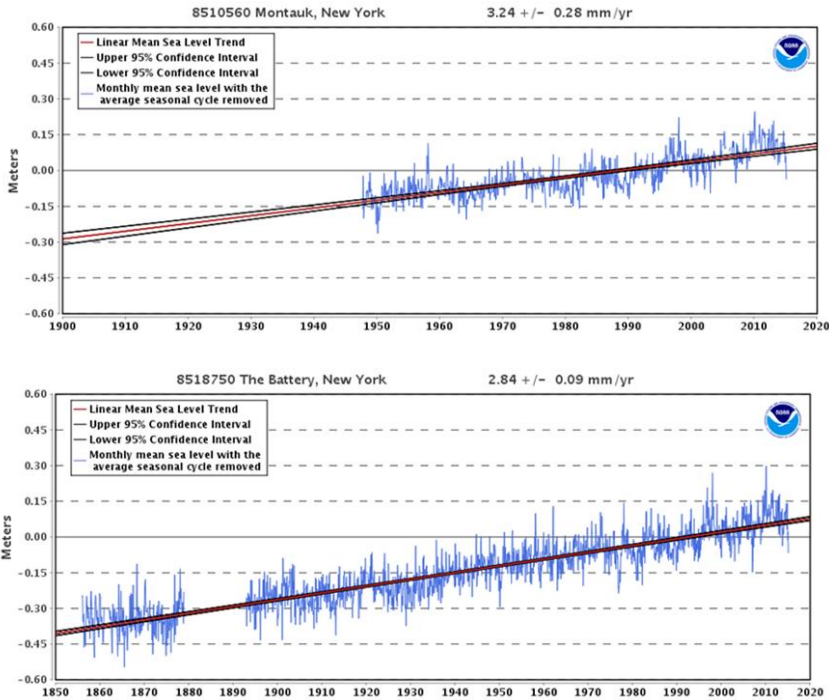 8510560 Montauk, New York 3.24 +/- 0.28 mm/yr
0.60
Linear Mean Sea Level Trend
Upper 95% Confidence Interval
Lower 95% Confidence Interval
Monthly mean sea level with the
average seasonal cycle removed
NOAA
0.45
0.30
0.15
0.00
-0.15
-0.30
-0.45
-0.60
Meters
1900 1910 1920 1930 1940 1950 1960 1970 1980 1990 2000 2010 2020
8518750 The Battery, New York 2.84 +/- 0.09 mm/yr
0.60
Linear Mean Sea Level Trend
Upper 95% Confidence Interval
Lower 95% Confidence Interval
Monthly mean sea level with the
average seasonal cycle removed
NOAA
0.45
0.30
0.15
0.00
-0.15
-0.30
-0.45
-0.60
Meters
1850 1860 1870 1880 1890 1900 1910 1920 1930 1940 1950 1960 1970 1980 1990 2000 2010 2020